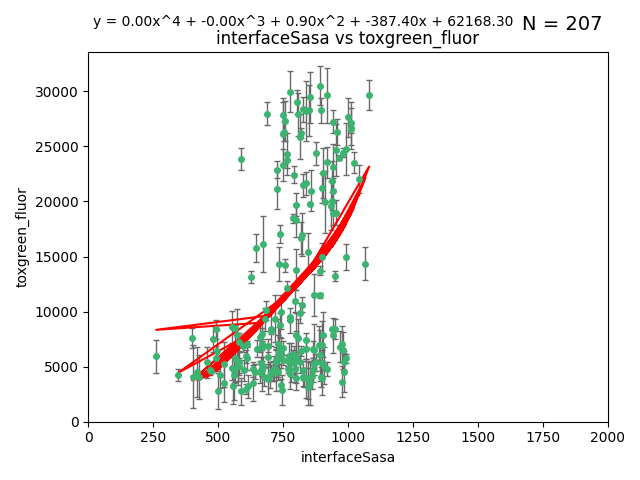 y = 0.00x^4 + -0.00x^3 + 0.90x^2 + -387.40x + 62168.30 N = 207
interfaceSasa vs toxgreen_fluor
30000
25000
20000
15000
10000
5000
0
toxgreen_fluor
0 250 500 750 1000 1250 1500 1750 2000
interfaceSasa